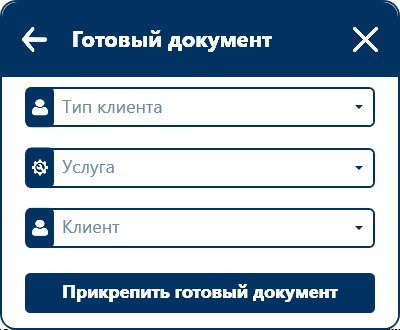 Готовый документ
Тип клиента
Услуга
Клиент
Прикрепить готовый документ